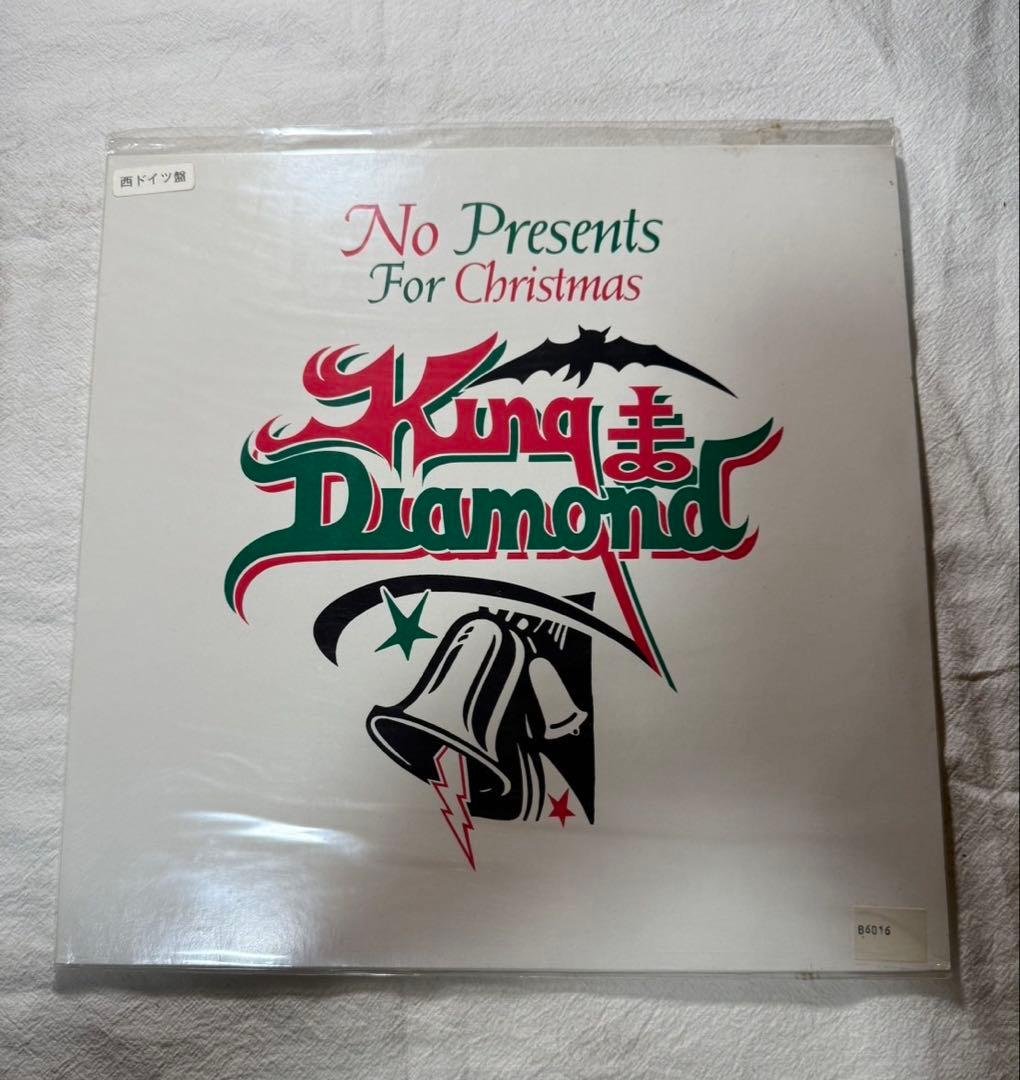 西ドイツ盤
No Presents
For Christmas
King
Diamond
B6016